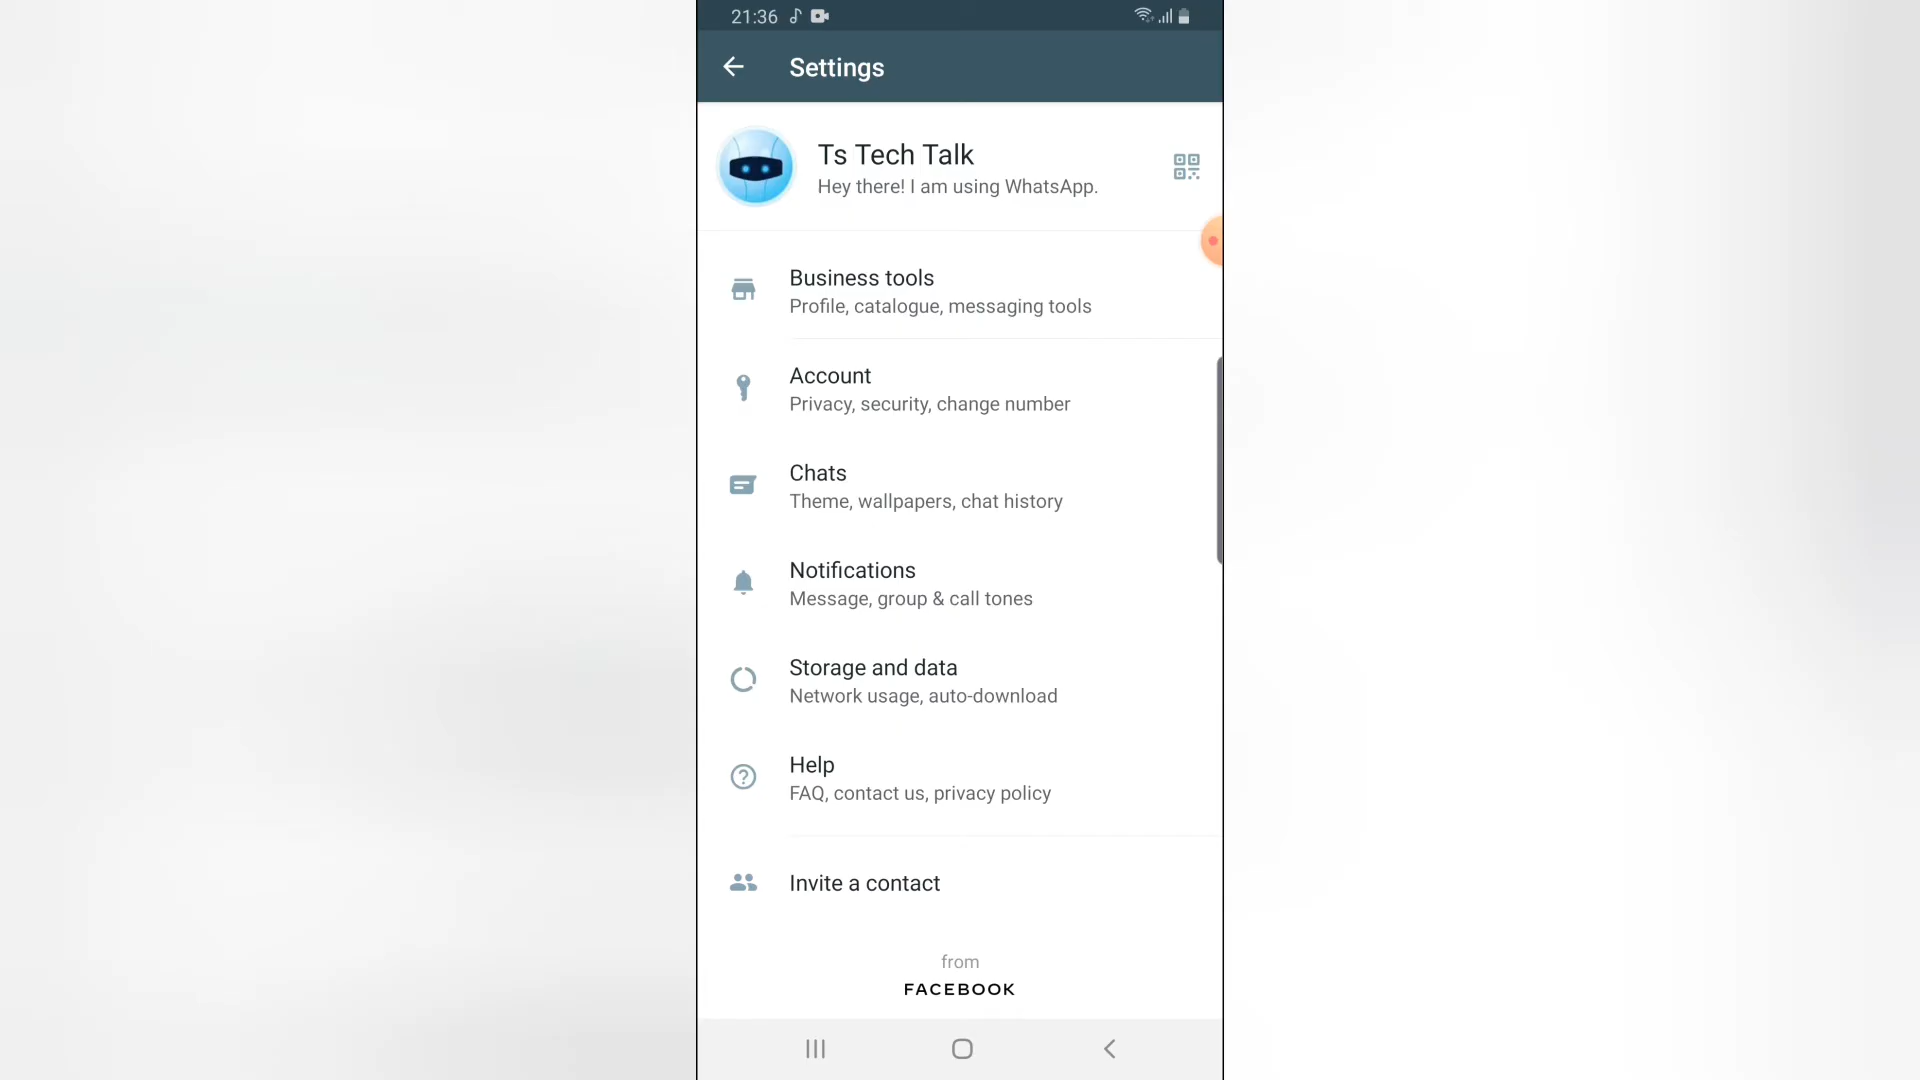 21:36
Settings
Ts Tech Talk
Hey there! I am using WhatsApp.
Business tools
Profile, catalogue, messaging tools
Account
Privacy, security, change number
Chats
Theme, wallpapers, chat history
Notifications
Message, group & call tones
Storage and data
Network usage, auto-download
Help
FAQ, contact us, privacy policy
Invite a contact
from
FACEBOOK